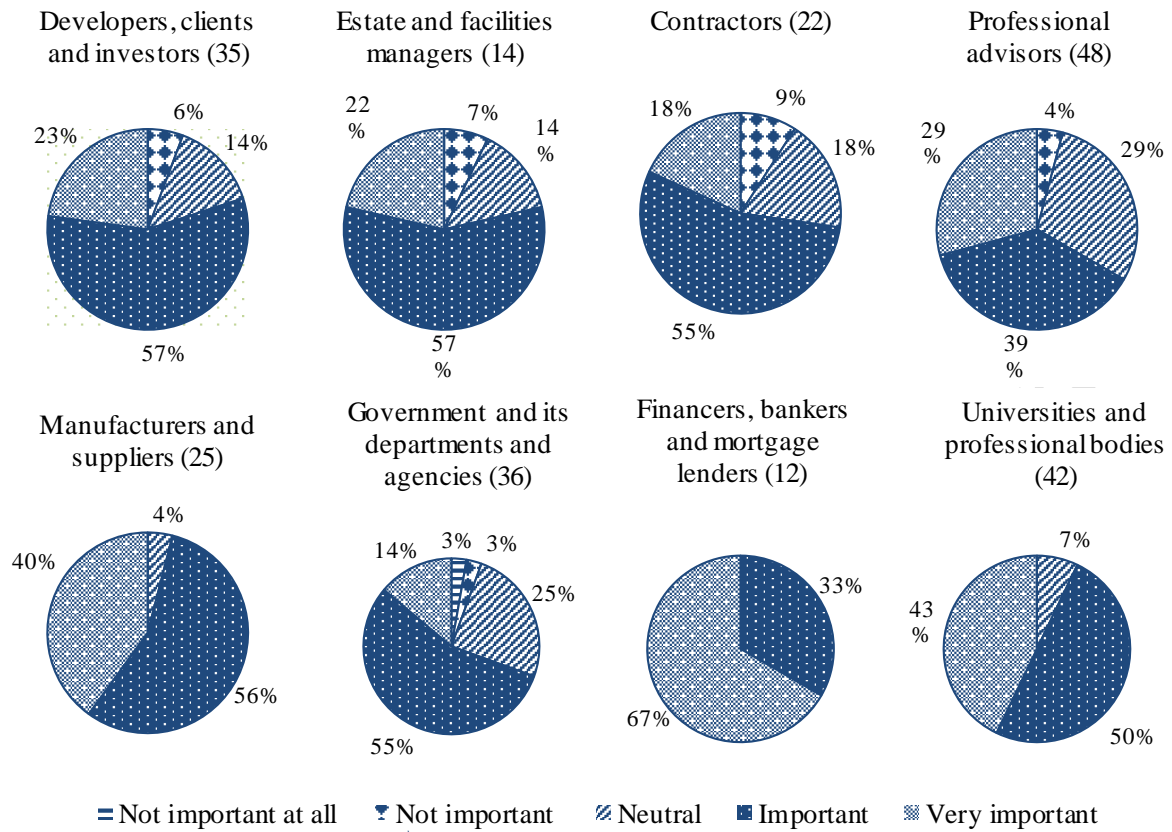 Developers, clients
and investors (35)
6%
14%
57%
23%
Estate and facilities
managers (14)
7%
14
%
57
%
22
%
Contractors (22)
9%
18%
55%
18%
Professional
advisors (48)
4%
29%
39
%
29
%
Manufacturers and
suppliers (25)
4%
56%
40%
Government and its
departments and
agencies (36)
3%
3%
25%
55%
14%
Financers, bankers
and mortgage
lenders (12)
33%
67%
Universities and
professional bodies
(42)
7%
50%
43
%
Not important at all
Not important
Neutral
Important
Very important